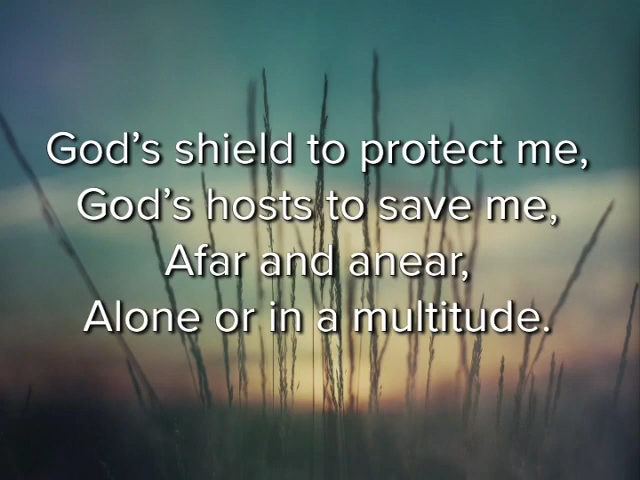 God’s shield to protect me,
God’s hosts to save me,
Afar and anear,
Alone or in a multitude.